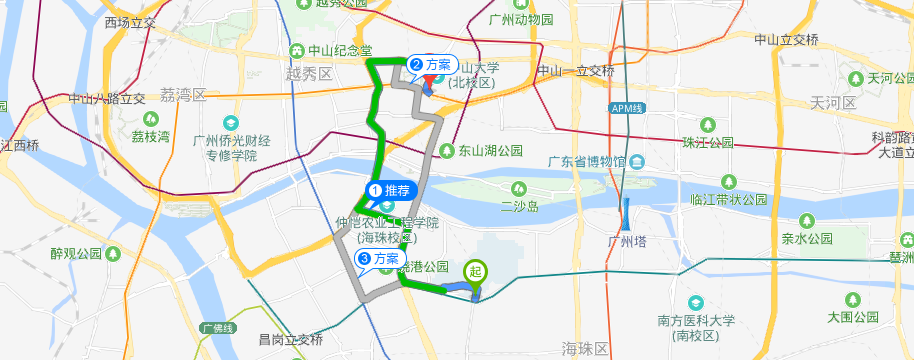 越秀公园
西场立交
广州动物园
中山立交桥
中山纪念堂
2 方案
山大学
(北校区)
越秀区
中山一立交桥
天河公园
荔湾区
中山八路立交
天河区
APM线
荔枝湾
广州侨光财经
专修学院
珠江公园
科韵路黄
大道立
江西桥
东山湖公园
广东省博物馆
1 推荐
二沙岛
临江带状公园
仲恺农业工程学院
(海珠校区)
广州塔
亲水公园
琶洲
醉观公园
3 方案
晓港公园
起
南方医科大学
(南校区)
大围公园
广佛线
昌岗立交桥
海珠区